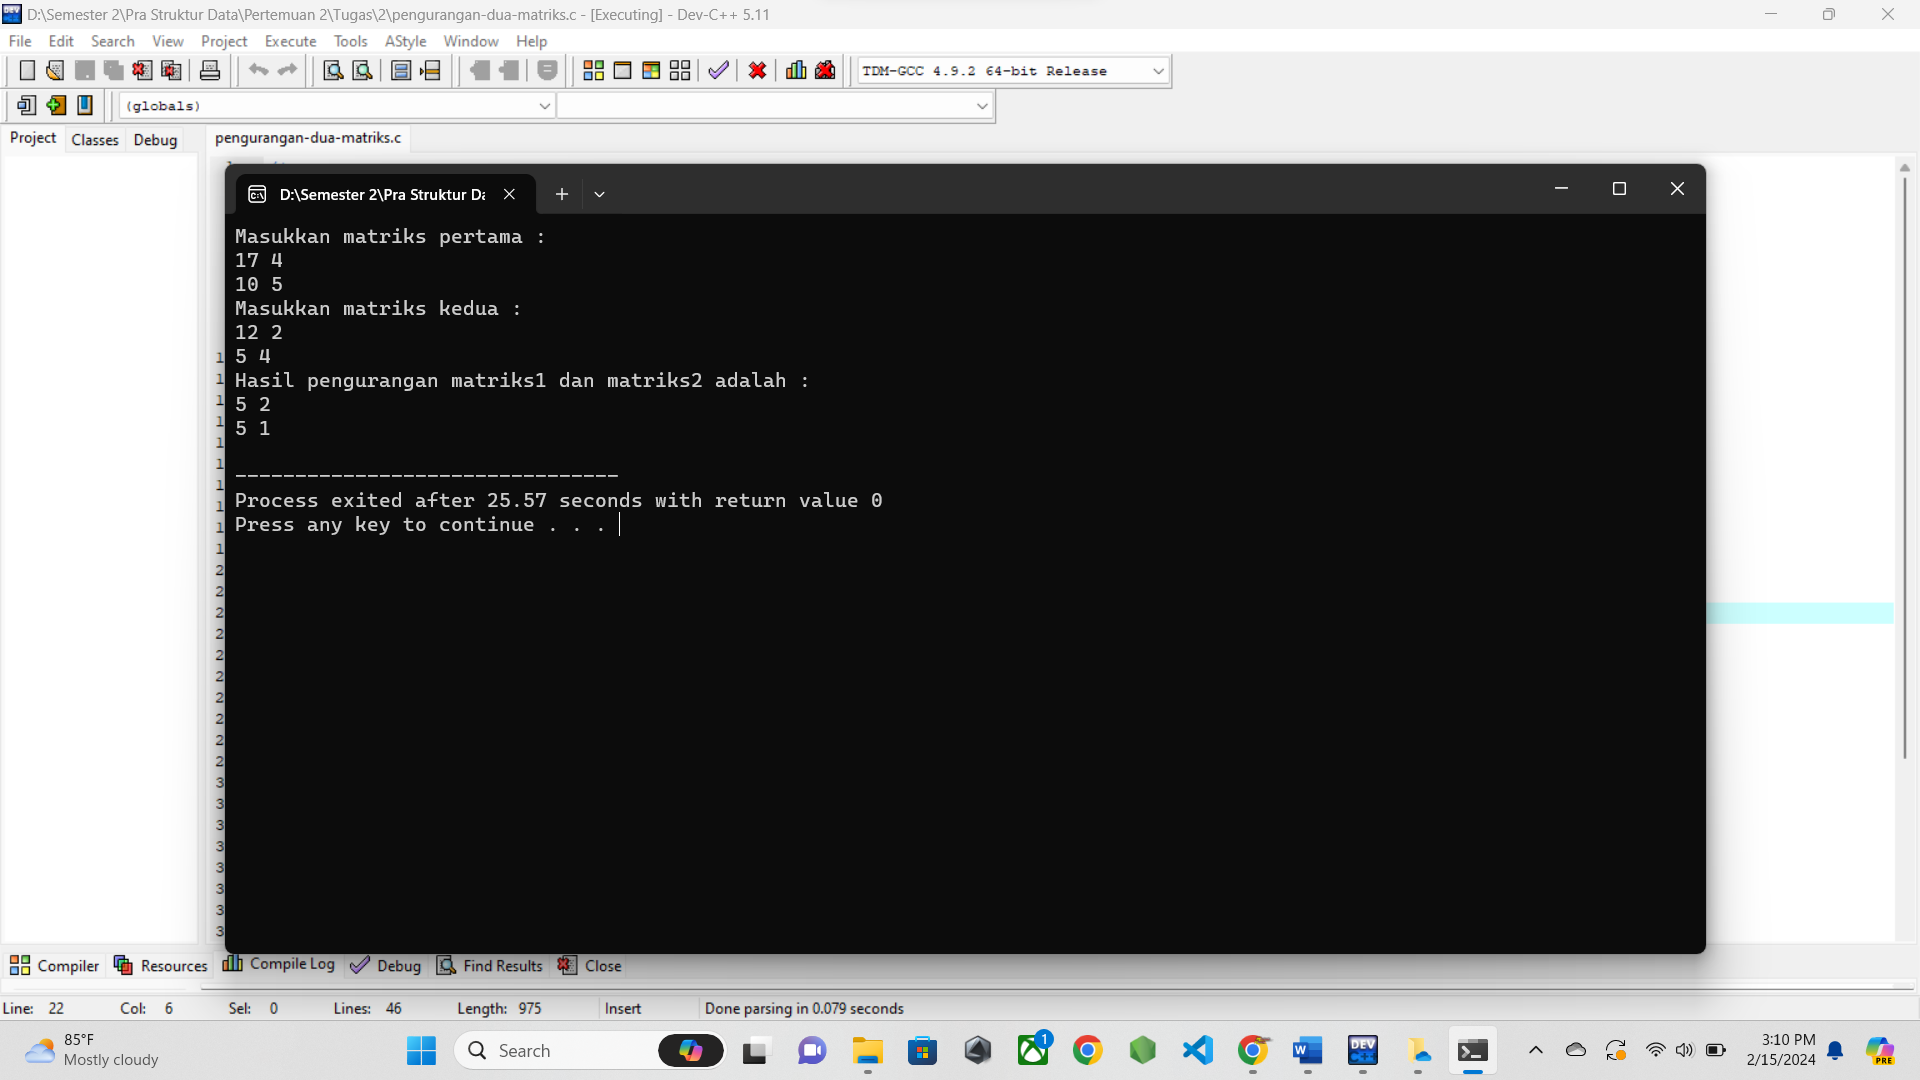 D:\Semester 2\Pra Struktur Data\Pertemuan 2\Tugas\2\pengurangan-dua-matriks.c - [Executing] - Dev-C++ 5.11
File Edit Search View Project Execute Tools AStyle Window Help
TDM-GCC 4.9.2 64-bit Release
(globals)
Project Classes Debug pengurangan-dua-matriks.c
D:\Semester 2\Pra Struktur Da
Masukkan matriks pertama :
17 4
10 5
Masukkan matriks kedua :
12 2
5 4
Hasil pengurangan matriks1 dan matriks2 adalah :
5 2
5 1
--------------------------------
Process exited after 25.57 seconds with return value 0
Press any key to continue . . .
Compiler Resources Compile Log Debug Find Results Close
Line: 22 Col: 6 Sel: 0 Lines: 46 Length: 975 Insert Done parsing in 0.079 seconds
85°F
Mostly cloudy
Search
1
DEV
C++
PRE
3:10 PM
2/15/2024